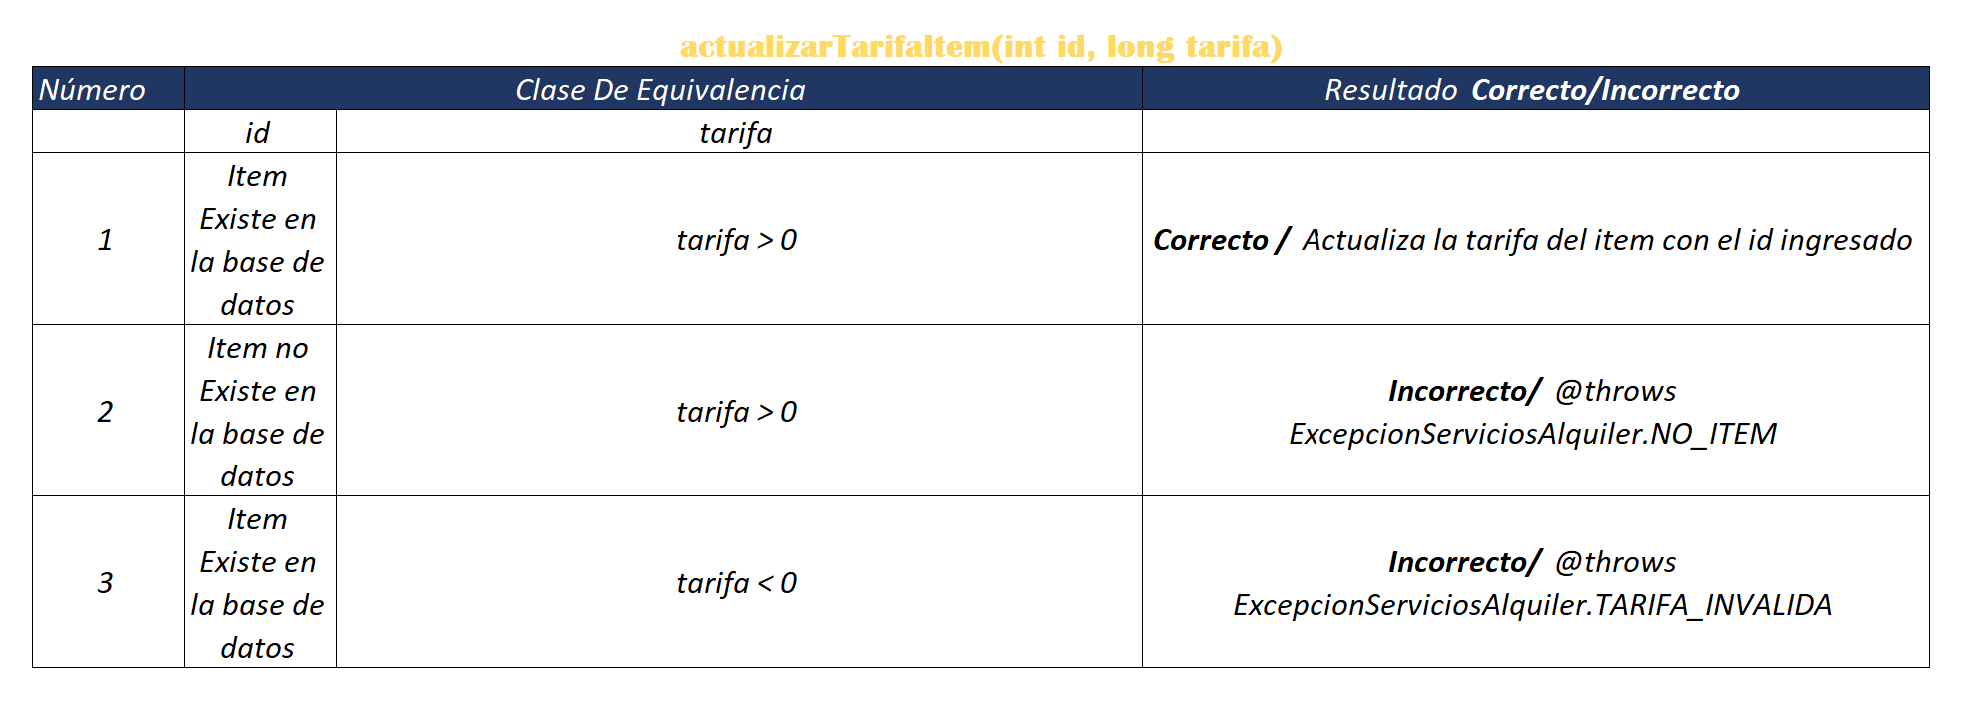 actualizarTarifaItem(int id, long tarifa)
Número Clase De Equivalencia Resultado Correcto/Incorrecto
id tarifa
1
Item
Existe en
la base de
datos
tarifa > 0
Correcto / Actualiza la tarifa del item con el id ingresado
2
Item no
Existe en
la base de
datos
tarifa > 0
Incorrecto/ @throws
ExcepcionServiciosAlquiler.NO_ITEM
3
Item
Existe en
la base de
datos
tarifa < 0
Incorrecto/ @throws
ExcepcionServiciosAlquiler.TARIFA_INVALIDA